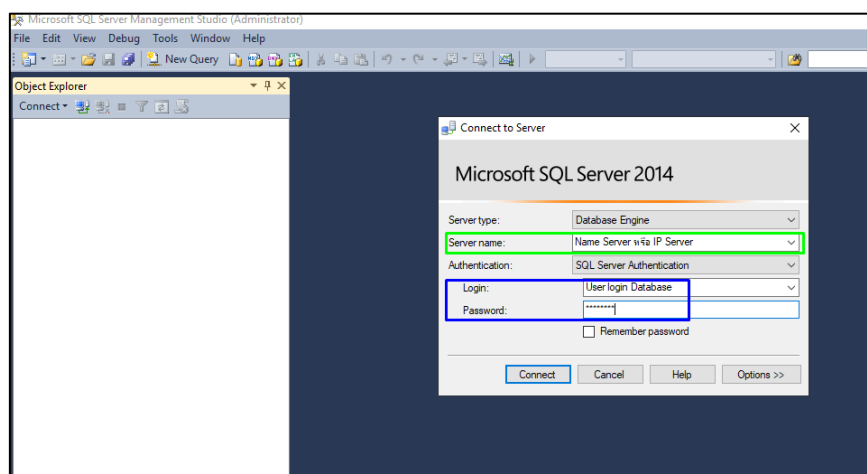 Microsoft SQL Server Management Studio (Administrator)
File Edit View Debug Tools Window Help
New Query
Object Explorer
Connect
Connect to Server
Microsoft SQL Server 2014
Server type: Database Engine
Server name: Name Server หรือ IP Server
Authentication: SQL Server Authentication
Login: User login Database
Password: ********
Remember password
Connect Cancel Help Options >>